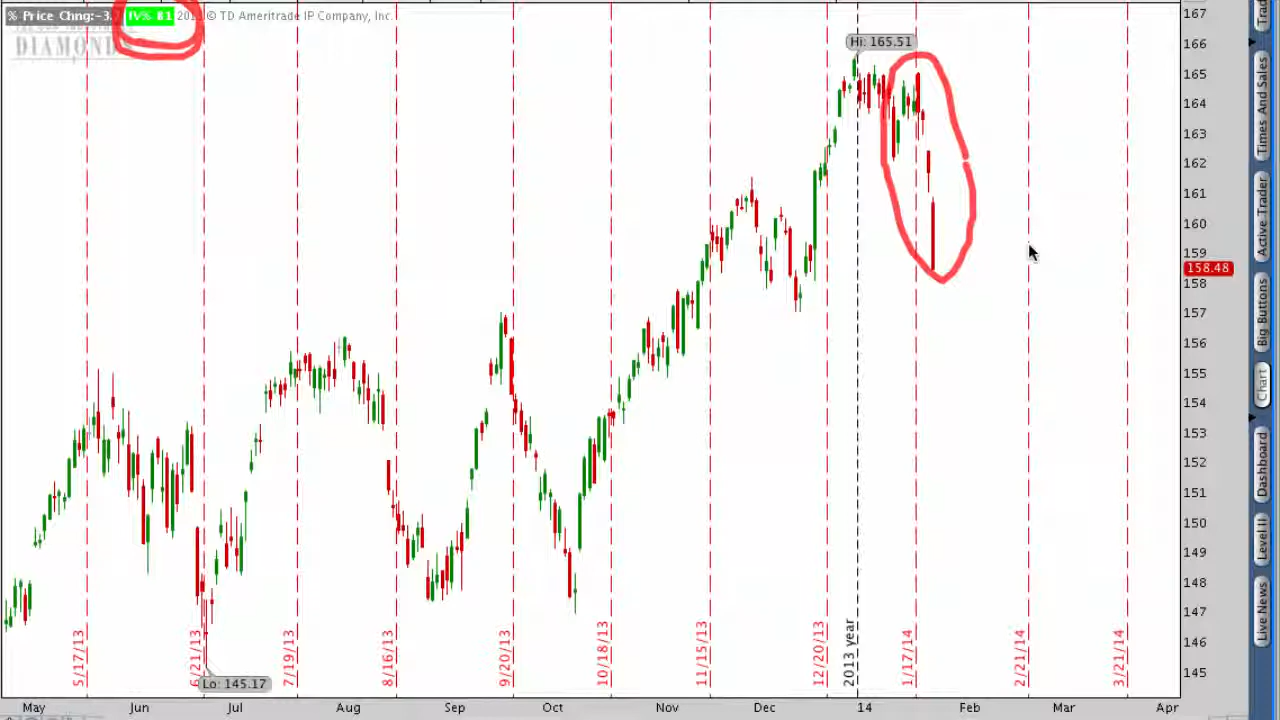 % Price Chng:-3.
IV% 81
© TD Ameritrade IP Company, Inc.
DIAMOND
Hi: 165.51
Lo: 145.17
167
166
165
164
163
162
161
160
159
158.48
158
157
156
155
154
153
152
151
150
149
148
147
146
145
5/17/13
6/21/13
7/19/13
8/16/13
9/20/13
10/18/13
11/15/13
12/20/13
2013 year
1/17/14
2/21/14
3/21/14
May
Jun
Jul
Aug
Sep
Oct
Nov
Dec
14
Feb
Mar
Apr
Trad
Times And Sales
Active Trader
Big Buttons
Chart
Dashboard
Level II
Live News